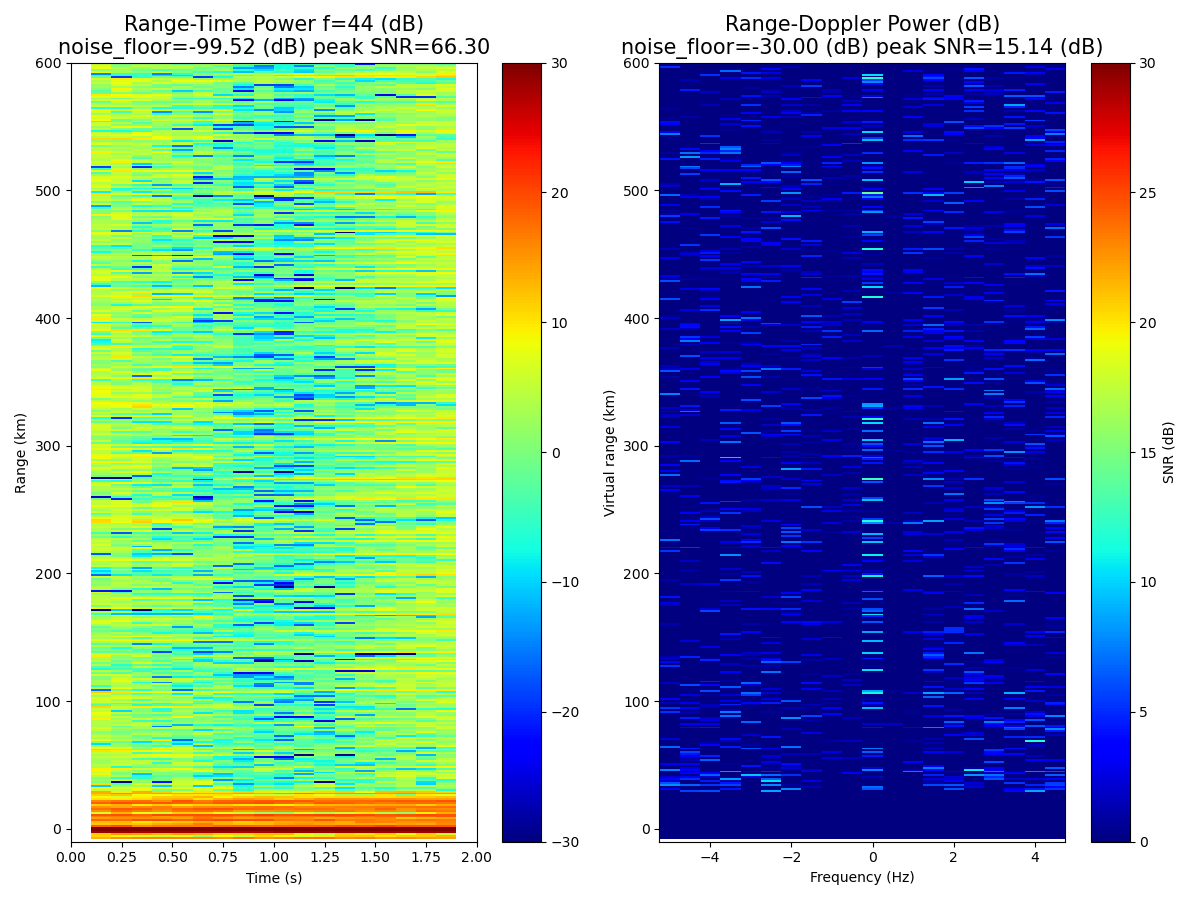 Range-Time Power f=44 (dB)
noise_floor=-99.52 (dB) peak SNR=66.30
Range (km)
600
500
400
300
200
100
0
0.00 0.25 0.50 0.75 1.00 1.25 1.50 1.75 2.00
Time (s)
30
20
10
0
−10
−20
−30
Range-Doppler Power (dB)
noise_floor=-30.00 (dB) peak SNR=15.14 (dB)
Virtual range (km)
600
500
400
300
200
100
0
−4 −2 0 2 4
Frequency (Hz)
30
25
20
15
10
5
0
SNR (dB)